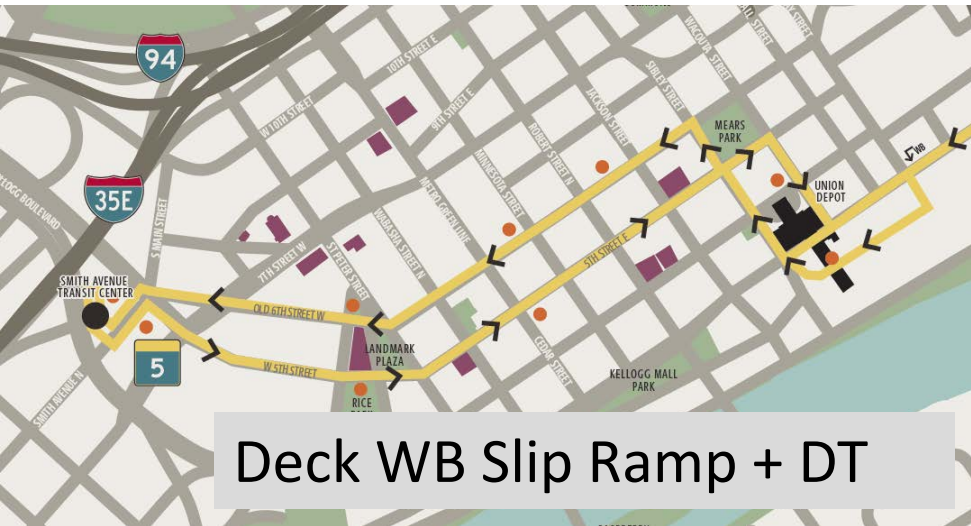 94
10TH STREET E
WACOUTA STREET
SIBLEY STREET
W 10TH STREET
9TH STREET E
JACKSON STREET
MEARS
PARK
ROBERT STREET N
WB
35E
MINNESOTA STREET
UNION
DEPOT
KELLOGG BOULEVARD
S MAIN STREET
METRO GREEN LINE
WABASHA STREET N
7TH STREET W
ST PETER STREET
5TH STREET E
SMITH AVENUE
TRANSIT CENTER
OLD 6TH STREET W
LANDMARK
PLAZA
CEDAR STREET
5
W 5TH STREET
KELLOGG MALL
PARK
SMITH AVENUE N
RICE
Deck WB Slip Ramp + DT